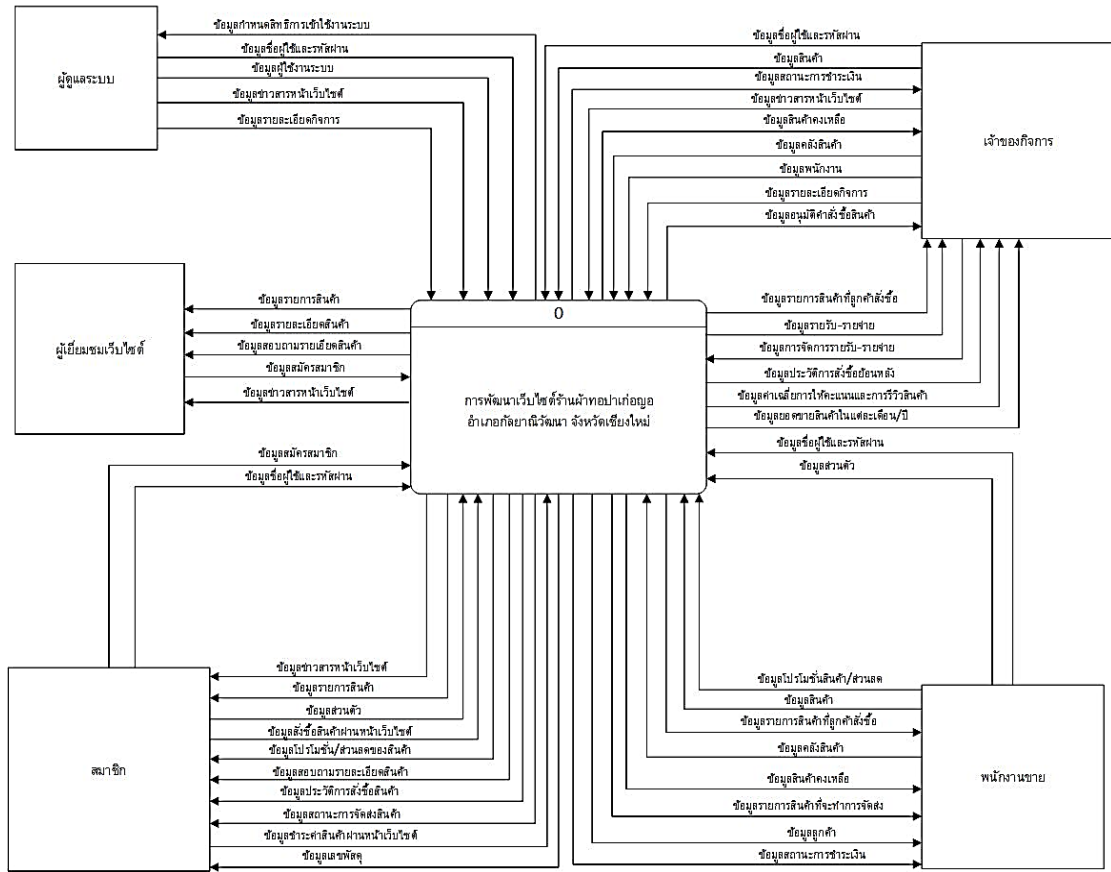 ข้อมูลกำหนดสิทธิการเข้าใช้งานระบบ
ข้อมูลชื่อผู้ใช้และรหัสผ่าน
ข้อมูลผู้ใช้งานระบบ
ข้อมูลข่าวสารหน้าเว็บไซต์
ข้อมูลรายละเอียดกิจการ
ผู้ดูแลระบบ
ข้อมูลชื่อผู้ใช้และรหัสผ่าน
ข้อมูลสินค้า
ข้อมูลสถานะการชำระเงิน
ข้อมูลข่าวสารหน้าเว็บไซต์
ข้อมูลสินค้าคงเหลือ
ข้อมูลคลังสินค้า
ข้อมูลพนักงาน
ข้อมูลรายละเอียดกิจการ
ข้อมูลอนุมัติคำสั่งซื้อสินค้า
เจ้าของกิจการ
ข้อมูลรายการสินค้า
ข้อมูลรายละเอียดสินค้า
ข้อมูลสอบถามรายเอียดสินค้า
ข้อมูลสมัครสมาชิก
ข้อมูลข่าวสารหน้าเว็บไซต์
ผู้เยี่ยมชมเว็บไซต์
0
การพัฒนาเว็บไซต์ร้านผ้าทอปาเก่อญอ
อำเภอกัลยาณิวัฒนา จังหวัดเชียงใหม่
ข้อมูลรายการสินค้าที่ลูกค้าสั่งซื้อ
ข้อมูลรายรับ-รายจ่าย
ข้อมูลการจัดการรายรับ-รายจ่าย
ข้อมูลประวัติการสั่งซื้อย้อนหลัง
ข้อมูลค่าเฉลี่ยการให้คะแนนและการรีวิวสินค้า
ข้อมูลยอดขายสินค้าในแต่ละเดือน/ปี
ข้อมูลชื่อผู้ใช้และรหัสผ่าน
ข้อมูลส่วนตัว
ข้อมูลสมัครสมาชิก
ข้อมูลชื่อผู้ใช้และรหัสผ่าน
ข้อมูลข่าวสารหน้าเว็บไซต์
ข้อมูลรายการสินค้า
ข้อมูลส่วนตัว
ข้อมูลสั่งซื้อสินค้าผ่านหน้าเว็บไซต์
ข้อมูลโปรโมชั่น/ส่วนลดของสินค้า
ข้อมูลสอบถามรายละเอียดสินค้า
ข้อมูลประวัติการสั่งซื้อสินค้า
ข้อมูลสถานะการจัดส่งสินค้า
ข้อมูลชำระค่าสินค้าผ่านหน้าเว็บไซต์
ข้อมูลเลขพัสดุ
สมาชิก
ข้อมูลโปรโมชั่นสินค้า/ส่วนลด
ข้อมูลสินค้า
ข้อมูลรายการสินค้าที่ลูกค้าสั่งซื้อ
ข้อมูลคลังสินค้า
ข้อมูลสินค้าคงเหลือ
ข้อมูลรายการสินค้าที่จะทำการจัดส่ง
ข้อมูลลูกค้า
ข้อมูลสถานะการชำระเงิน
พนักงานขาย